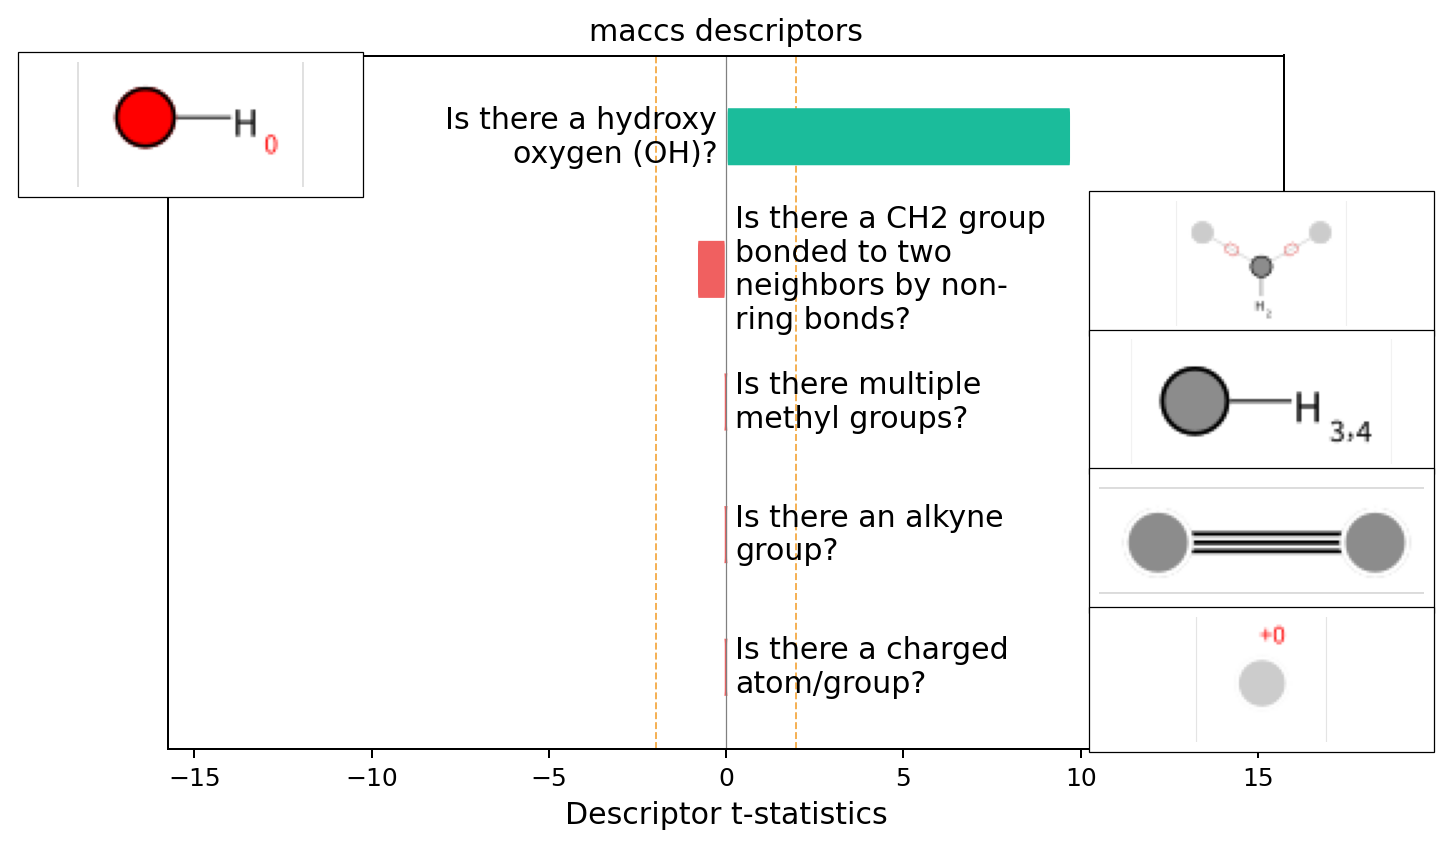 maccs descriptors
H
0
Is there a hydroxy
oxygen (OH)?
Is there a CH2 group
bonded to two
neighbors by non-
ring bonds?
H
2
Is there multiple
methyl groups?
H
3,4
Is there an alkyne
group?
Is there a charged
atom/group?
+0
−15 −10 −5 0 5 10 15
Descriptor t-statistics